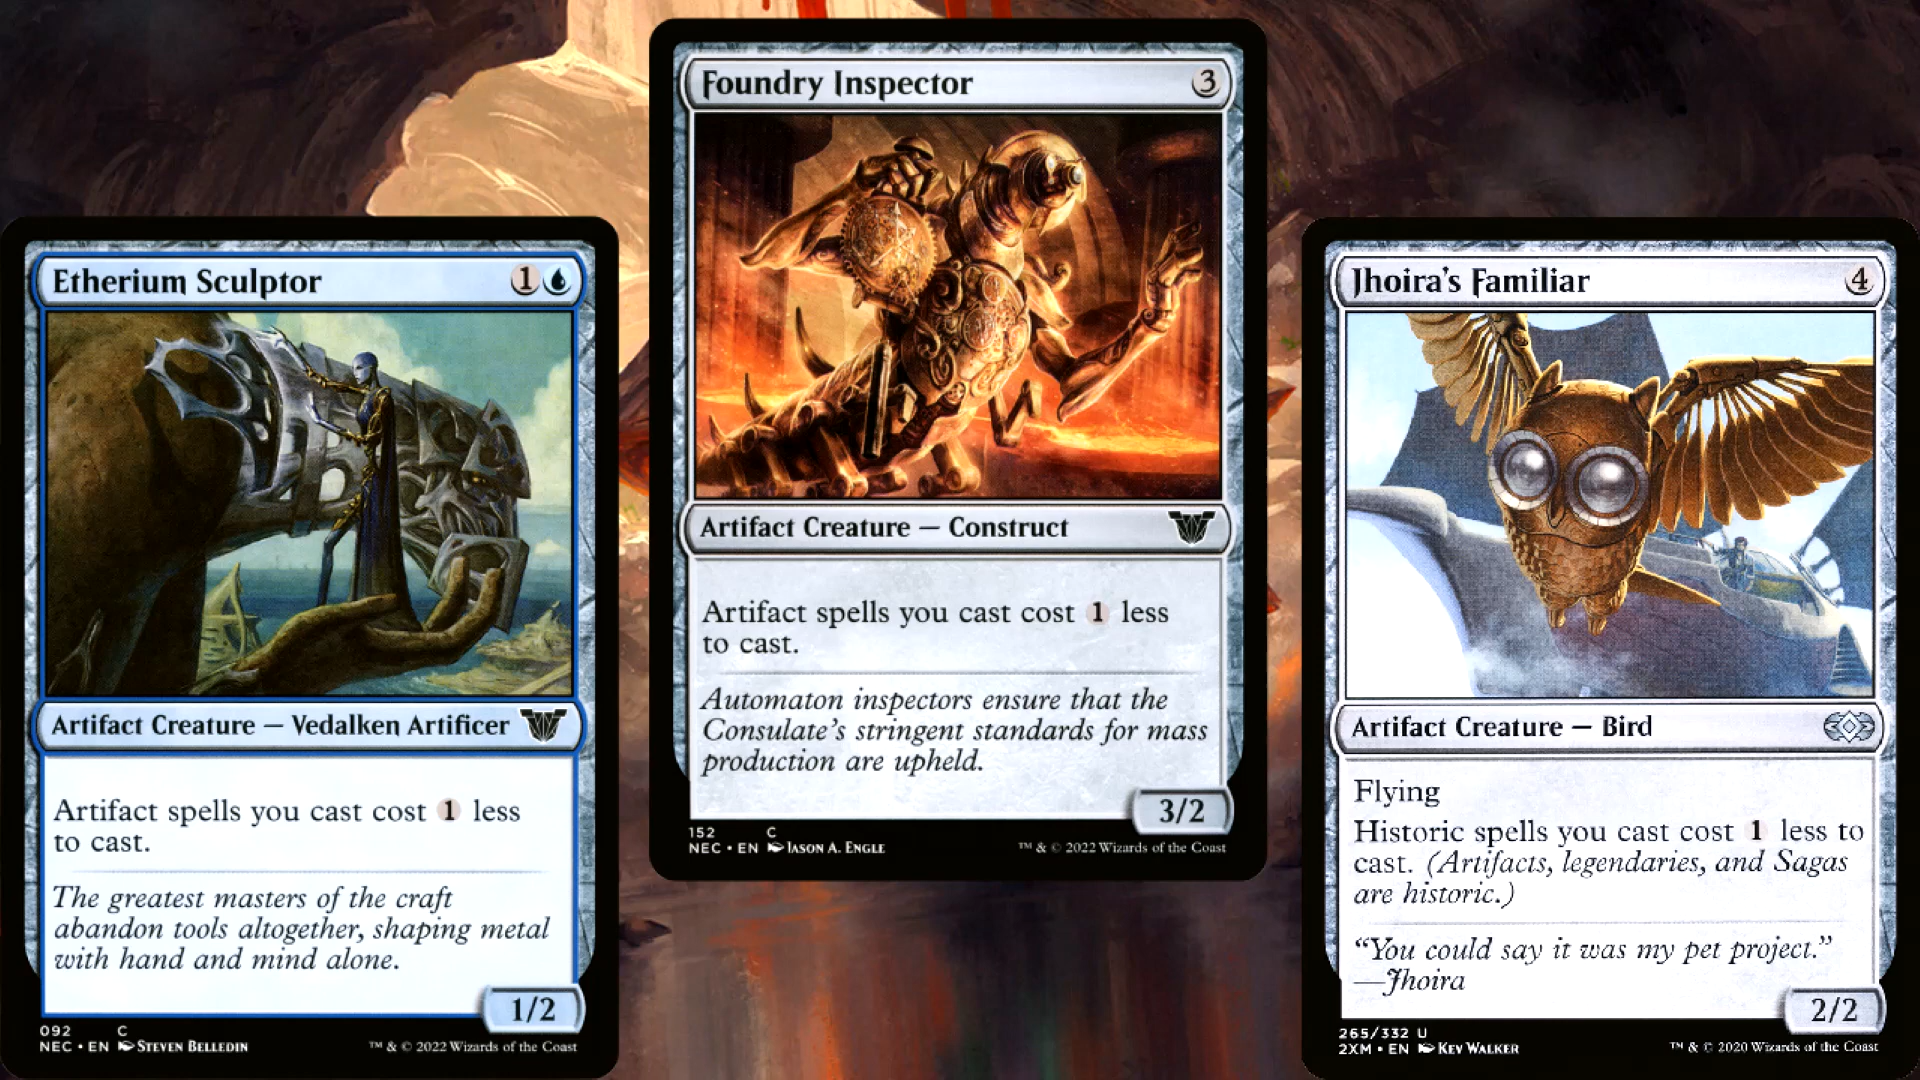 Etherium Sculptor 1
Artifact Creature — Vedalken Artificer
Artifact spells you cast cost 1 less
to cast.
The greatest masters of the craft
abandon tools altogether, shaping metal
with hand and mind alone.
1/2
092 C
NEC • EN Steven Belledin
™ & © 2022 Wizards of the Coast
Foundry Inspector 3
Artifact Creature — Construct
Artifact spells you cast cost 1 less
to cast.
Automaton inspectors ensure that the
Consulate's stringent standards for mass
production are upheld.
3/2
152 C
NEC • EN Jason A. Engle
™ & © 2022 Wizards of the Coast
Jhoira's Familiar 4
Artifact Creature — Bird
Flying
Historic spells you cast cost 1 less to
cast. (Artifacts, legendaries, and Sagas
are historic.)
“You could say it was my pet project.”
—Jhoira
2/2
265/332 U
2XM • EN Kev Walker
™ & © 2020 Wizards of the Coast